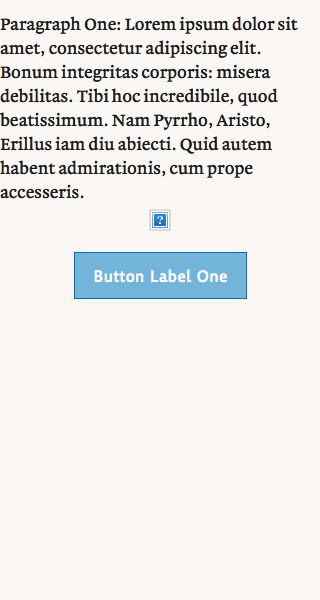 Paragraph One: Lorem ipsum dolor sit
amet, consectetur adipiscing elit.
Bonum integritas corporis: misera
debilitas. Tibi hoc incredibile, quod
beatissimum. Nam Pyrrho, Aristo,
Erillus iam diu abiecti. Quid autem
habent admirationis, cum prope
accesseris.
?
Button Label One